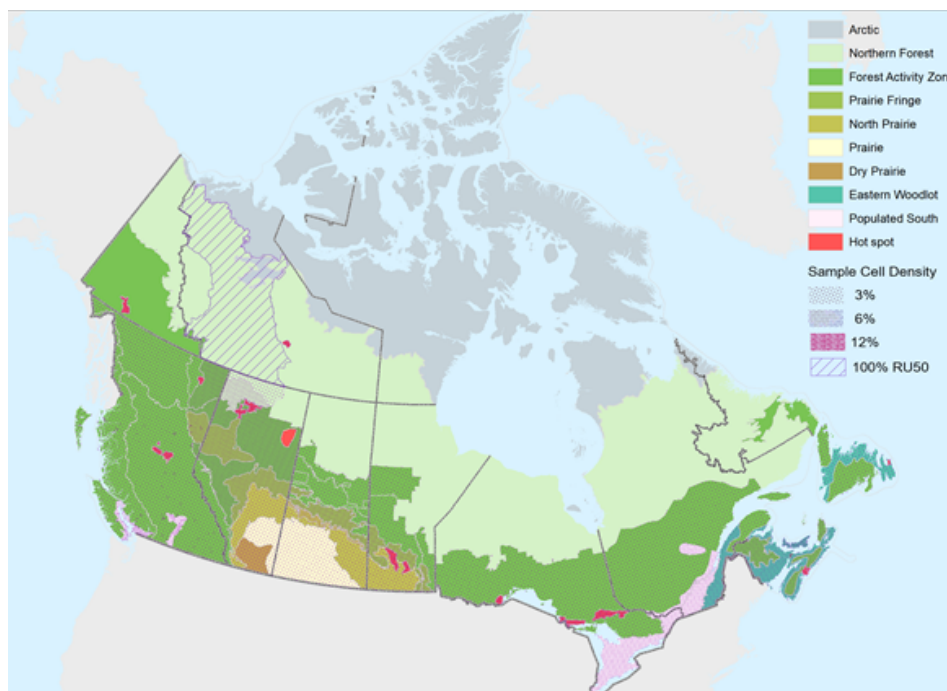 Arctic
Northern Forest
Forest Activity Zon
Prairie Fringe
North Prairie
Prairie
Dry Prairie
Eastern Woodlot
Populated South
Hot spot
Sample Cell Density
3%
6%
12%
100% RU50